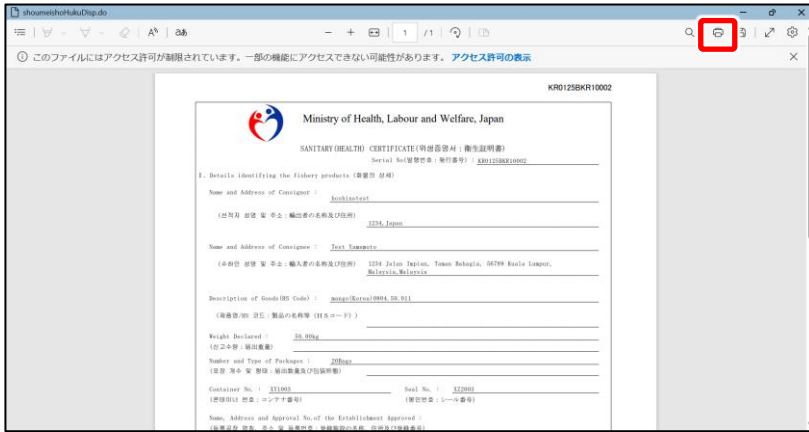 shoumeishoHukuDisp.do
1 /1
このファイルにはアクセス許可が制限されています。一部の機能にアクセスできない可能性があります。 アクセス許可の表示
KR0125BKR10002
Ministry of Health, Labour and Welfare, Japan
SANITARY(HEALTH) CERTIFICATE(위생증명서：衛生証明書)
Serial No(발행번호：発行番号)：KR0125BKR10002
I. Details identifying the fishery products (화물의 상세)
Name and Address of Consignor：
hoshinotest
(선적자 성명 및 주소：輸出者の名称及び住所)
1234, Japan
Name and Address of Consignee： Test Yamamoto
(수하인 성명 및 주소：輸入者の名称及び住所) 1234 Jalan Impian, Taman Bahagia, 56789 Kuala Lumpur,
Malaysia,Malaysia
Description of Goods(HS Code)： mango(Korea)0804.50.011
(제품명/HS 코드：製品の名称等 (HSコード))
Weight Declared： 50.00kg
(신고수량：届出重量)
Number and Type of Packages： 20Bags
(포장 개수 및 형태：届出数量及び包装形態)
Container No.： XY1003 Seal No.： XZ2003
(콘테이너 번호：コンテナ番号) (봉인번호：シール番号)
Name, Address and Approval No.of the Establishment Approved：